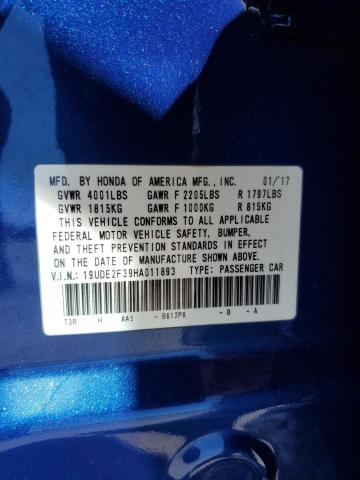 MFD. BY HONDA OF AMERICA MFG., INC. 01/17
GVWR 4001LBS GAWR F 2205LBS R 1797LBS
GVWR 1815KG GAWR F 1000KG R 815KG
THIS VEHICLE CONFORMS TO ALL APPLICABLE
FEDERAL MOTOR VEHICLE SAFETY, BUMPER,
AND THEFT PREVENTION STANDARDS IN EFFECT
ON THE DATE OF MANUFACTURE SHOWN ABOVE.
V.I.N.: 19UDE2F39HA011893 TYPE: PASSENGER CAR
T3R H AA5 - B612PX - B - A